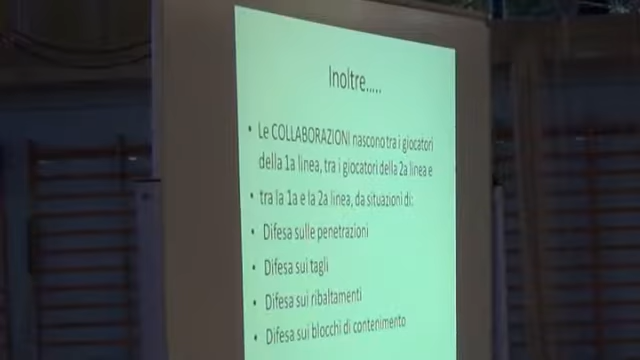 Inoltre.....
• Le COLLABORAZIONI nascono tra i giocatori
della 1a linea, tra i giocatori della 2a linea e
• tra la 1a e la 2a linea, da situazioni di:
• Difesa sulle penetrazioni
• Difesa sui tagli
• Difesa sui ribaltamenti
• Difesa sui blocchi di contenimento